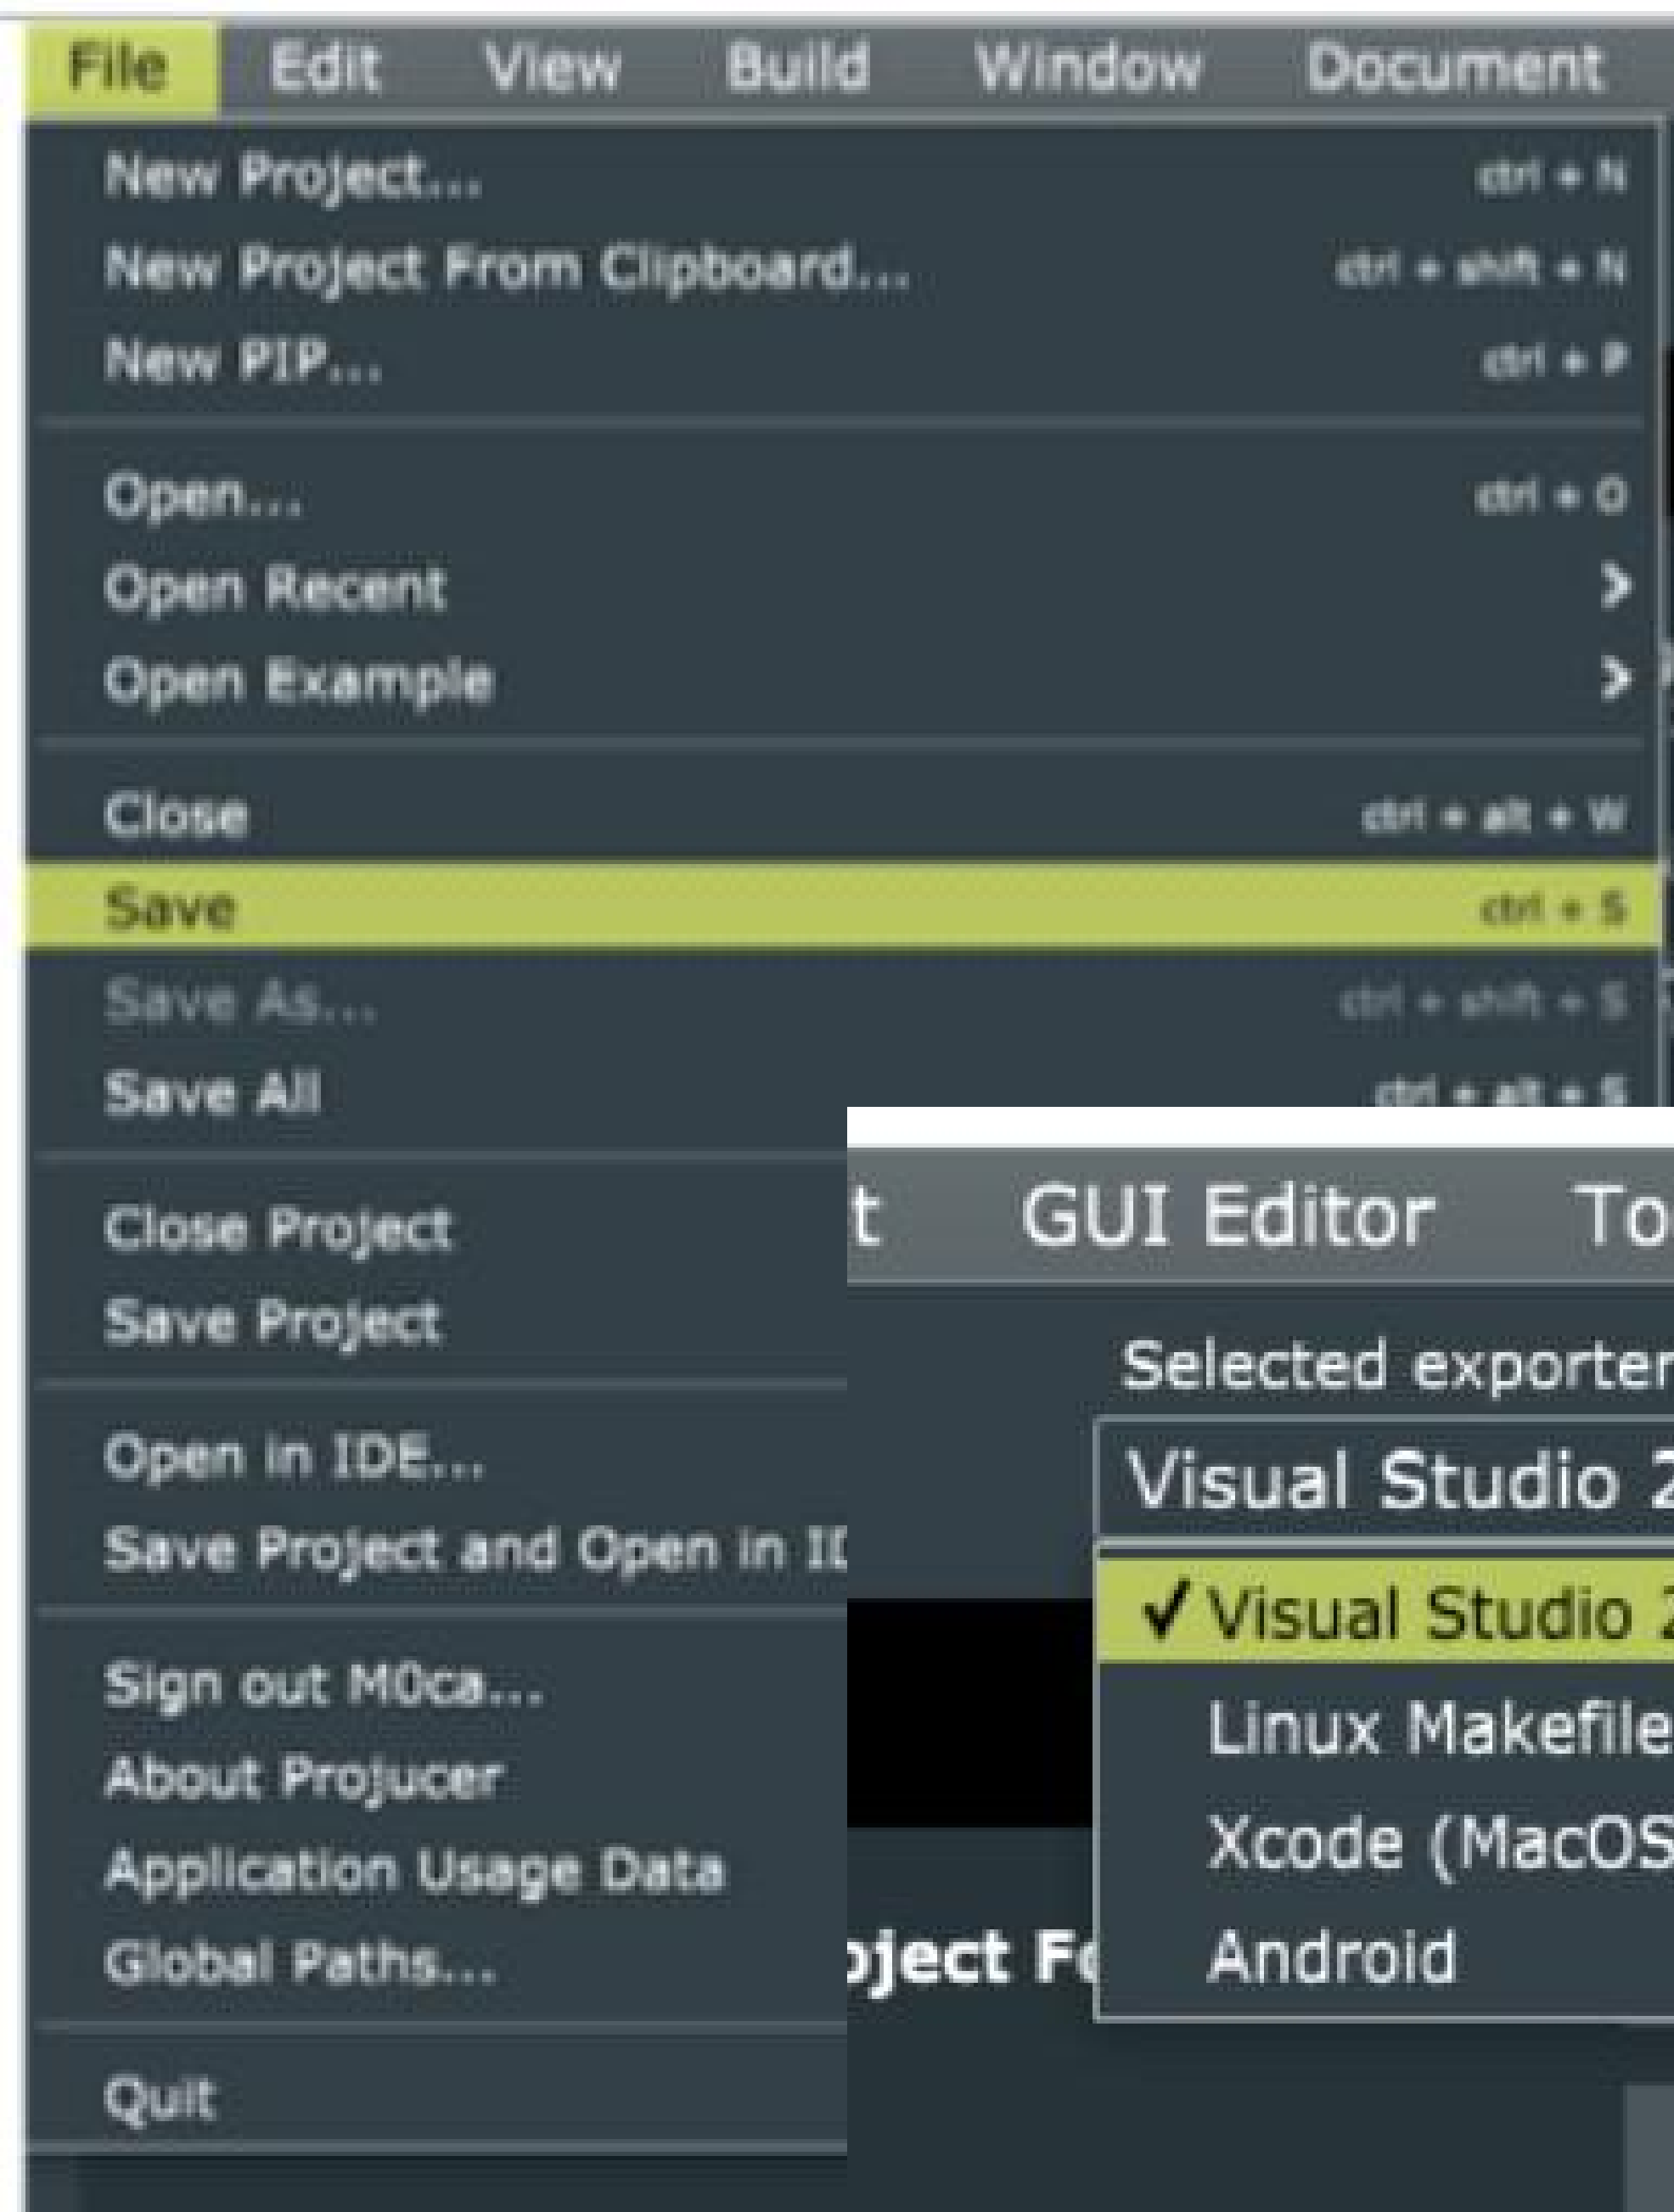 File Edit View Build Window Document
New Project... ctrl + N
New Project From Clipboard... ctrl + shift + N
New PIP... ctrl + P
Open... ctrl + O
Open Recent
Open Example
Close ctrl + alt + W
Save ctrl + S
Save As... ctrl + shift + S
Save All ctrl + alt + S
Close Project
Save Project
Open in IDE...
Save Project and Open in ID
Sign out M0ca...
About Projucer
Application Usage Data
Global Paths...
Quit
t GUI Editor To
Selected exporter
Visual Studio 2
✓ Visual Studio 2
Linux Makefile
Xcode (MacOS
Android
oject Fo